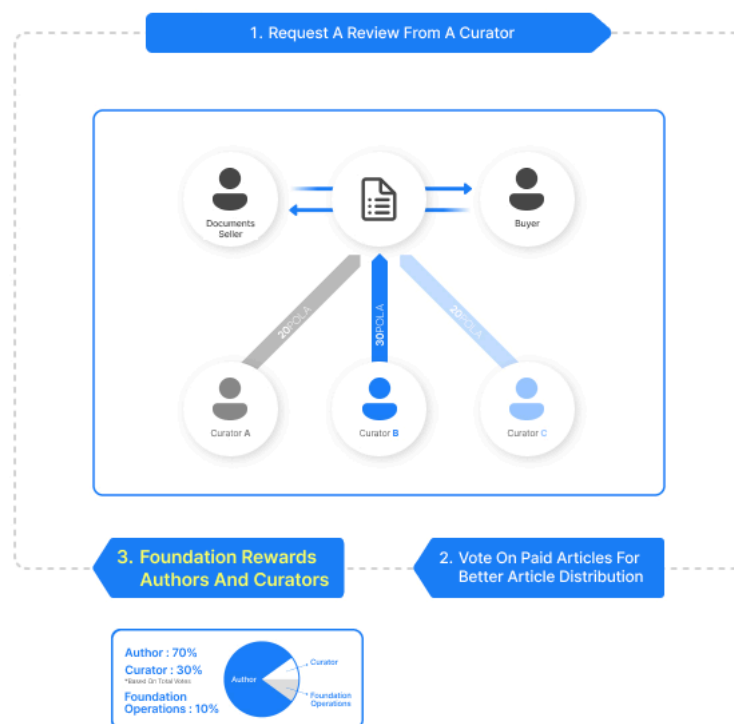 1. Request A Review From A Curator
Documents
Seller
Buyer
20POLA
30POLA
20POLA
Curator A
Curator B
Curator C
3. Foundation Rewards
Authors And Curators
2. Vote On Paid Articles For
Better Article Distribution
Author : 70%
Curator : 30%
*Based On Total Votes
Foundation
Operations : 10%
Author
Curator
Foundation
Operations